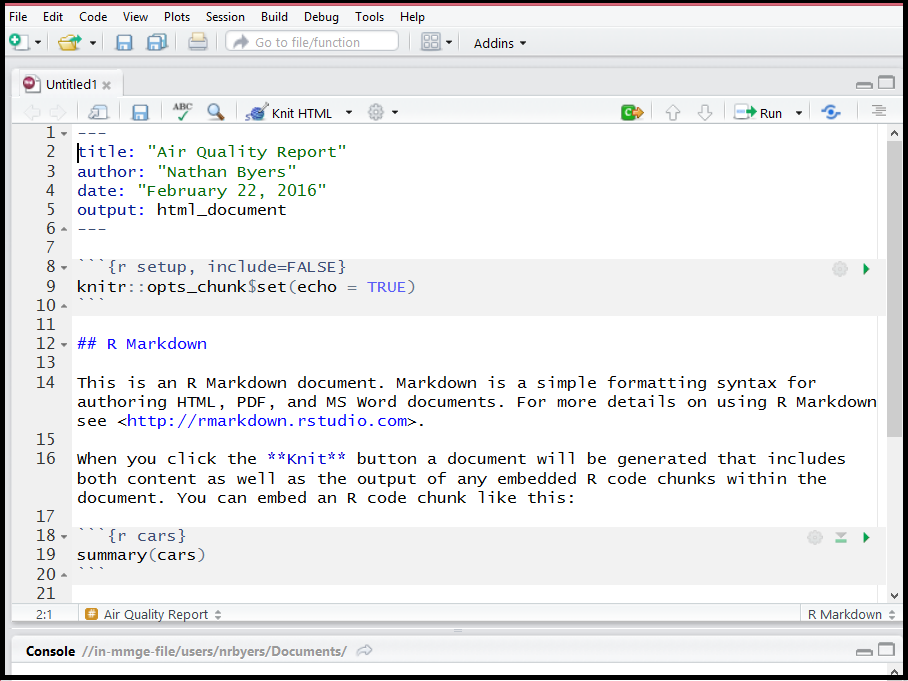 File Edit Code View Plots Session Build Debug Tools Help
Go to file/function Addins
Untitled1
ABC Knit HTML Run
1 ---
2 title: "Air Quality Report"
3 author: "Nathan Byers"
4 date: "February 22, 2016"
5 output: html_document
6 ---
7
8 ```{r setup, include=FALSE}
9 knitr::opts_chunk$set(echo = TRUE)
10 ```
11
12 ## R Markdown
13
14 This is an R Markdown document. Markdown is a simple formatting syntax for
authoring HTML, PDF, and MS Word documents. For more details on using R Markdown
see <http://rmarkdown.rstudio.com>.
15
16 When you click the **Knit** button a document will be generated that includes
both content as well as the output of any embedded R code chunks within the
document. You can embed an R code chunk like this:
17
18 ```{r cars}
19 summary(cars)
20 ```
21
2:1 # Air Quality Report R Markdown
Console //in-mmge-file/users/nrbyers/Documents/